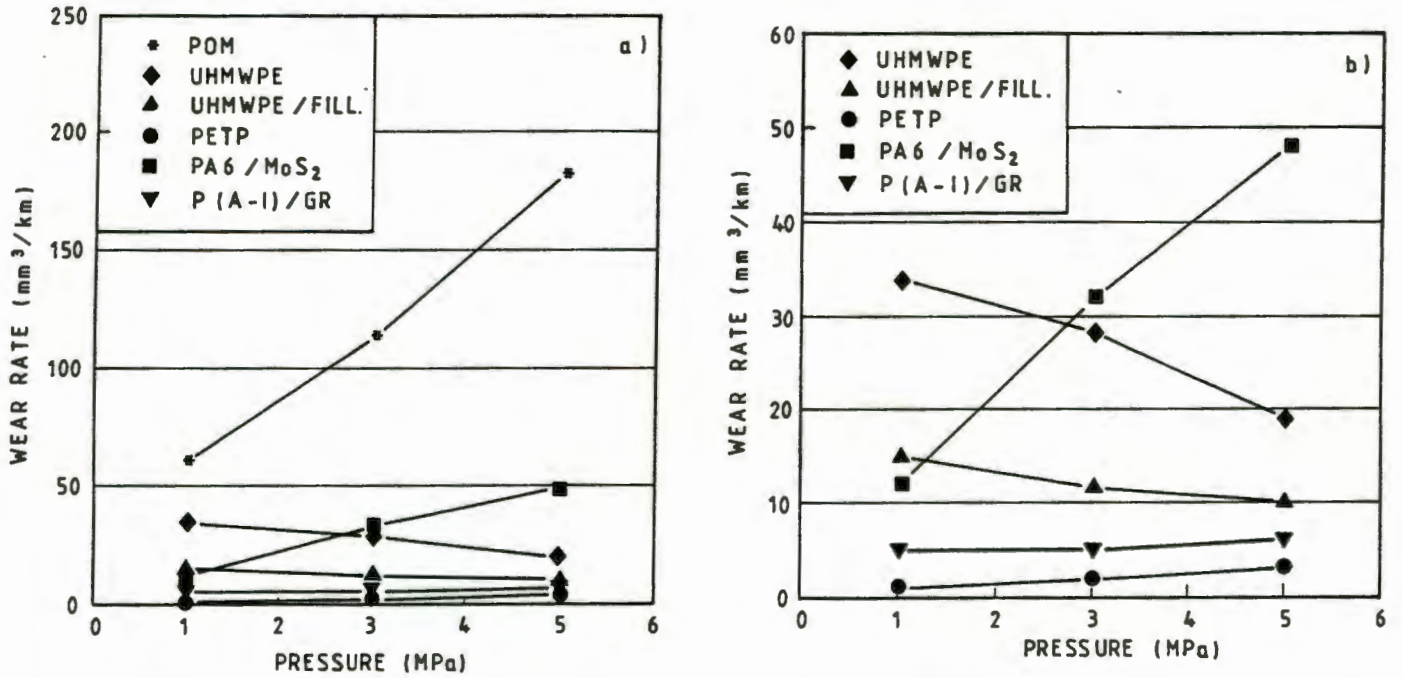 250
200
150
100
50
0
WEAR RATE (mm³/km)
* POM
◆ UHMWPE
▲ UHMWPE/FILL.
● PETP
■ PA6/MoS₂
▼ P(A-I)/GR
a)
0 1 2 3 4 5 6
PRESSURE (MPa)
60
50
40
30
20
10
0
WEAR RATE (mm³/km)
◆ UHMWPE
▲ UHMWPE/FILL.
● PETP
■ PA6/MoS₂
▼ P(A-I)/GR
b)
0 1 2 3 4 5 6
PRESSURE (MPa)